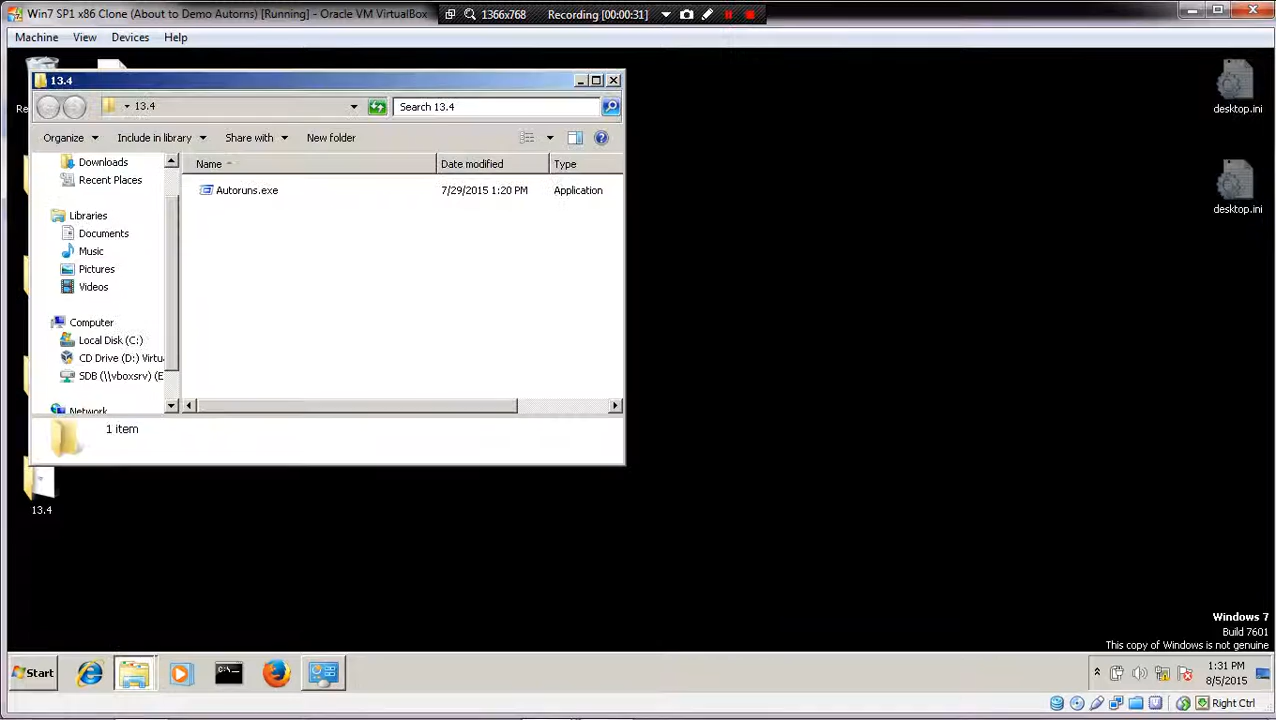 Win7 SP1 x86 Clone (About to Demo Autorns) [Running] - Oracle VM VirtualBox
1366x768
Recording [00:00:31]
Machine View Devices Help
13.4
13.4
Search 13.4
Organize Include in library Share with New folder
Name Date modified Type
Downloads
Recent Places
Libraries
Documents
Music
Pictures
Videos
Computer
Local Disk (C:)
CD Drive (D:) Virtu
SDB (\\vboxsrv) (E
Network
Autoruns.exe 7/29/2015 1:20 PM Application
1 item
Re
13.4
desktop.ini
desktop.ini
Windows 7
Build 7601
This copy of Windows is not genuine
Start
C:\_
1:31 PM
8/5/2015
Right Ctrl